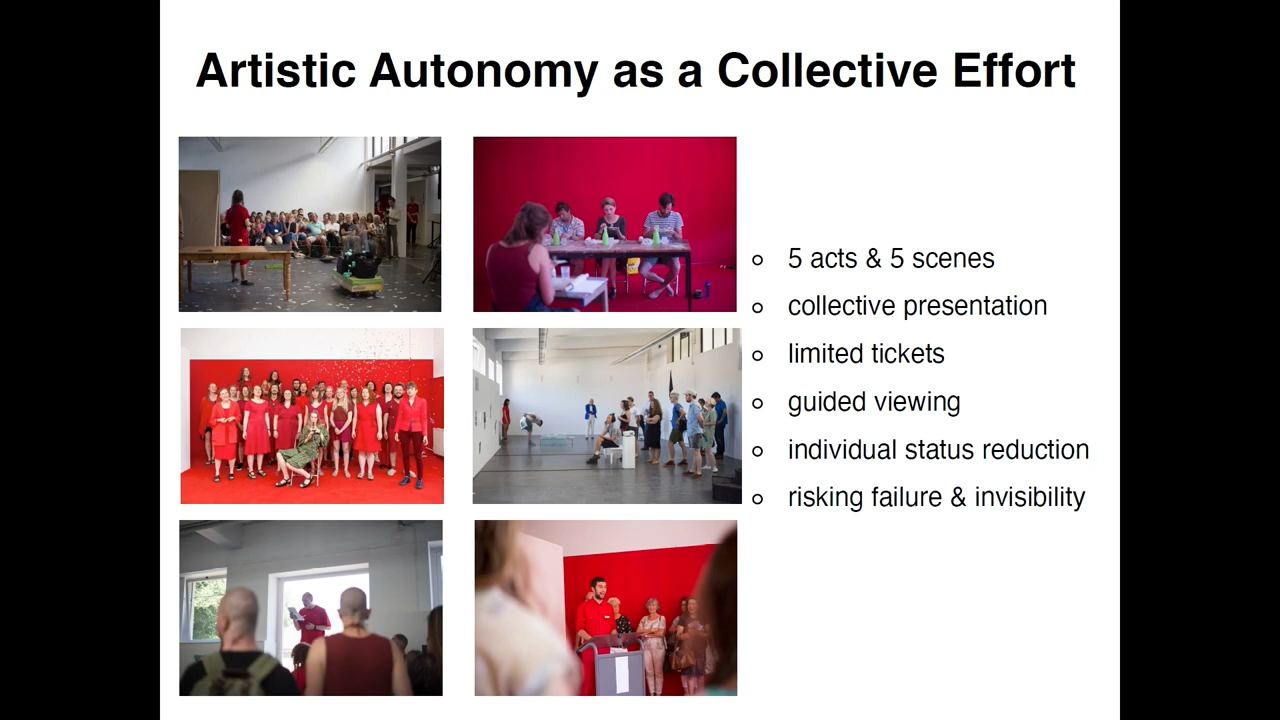 Artistic Autonomy as a Collective Effort
5 acts & 5 scenes
collective presentation
limited tickets
guided viewing
individual status reduction
risking failure & invisibility